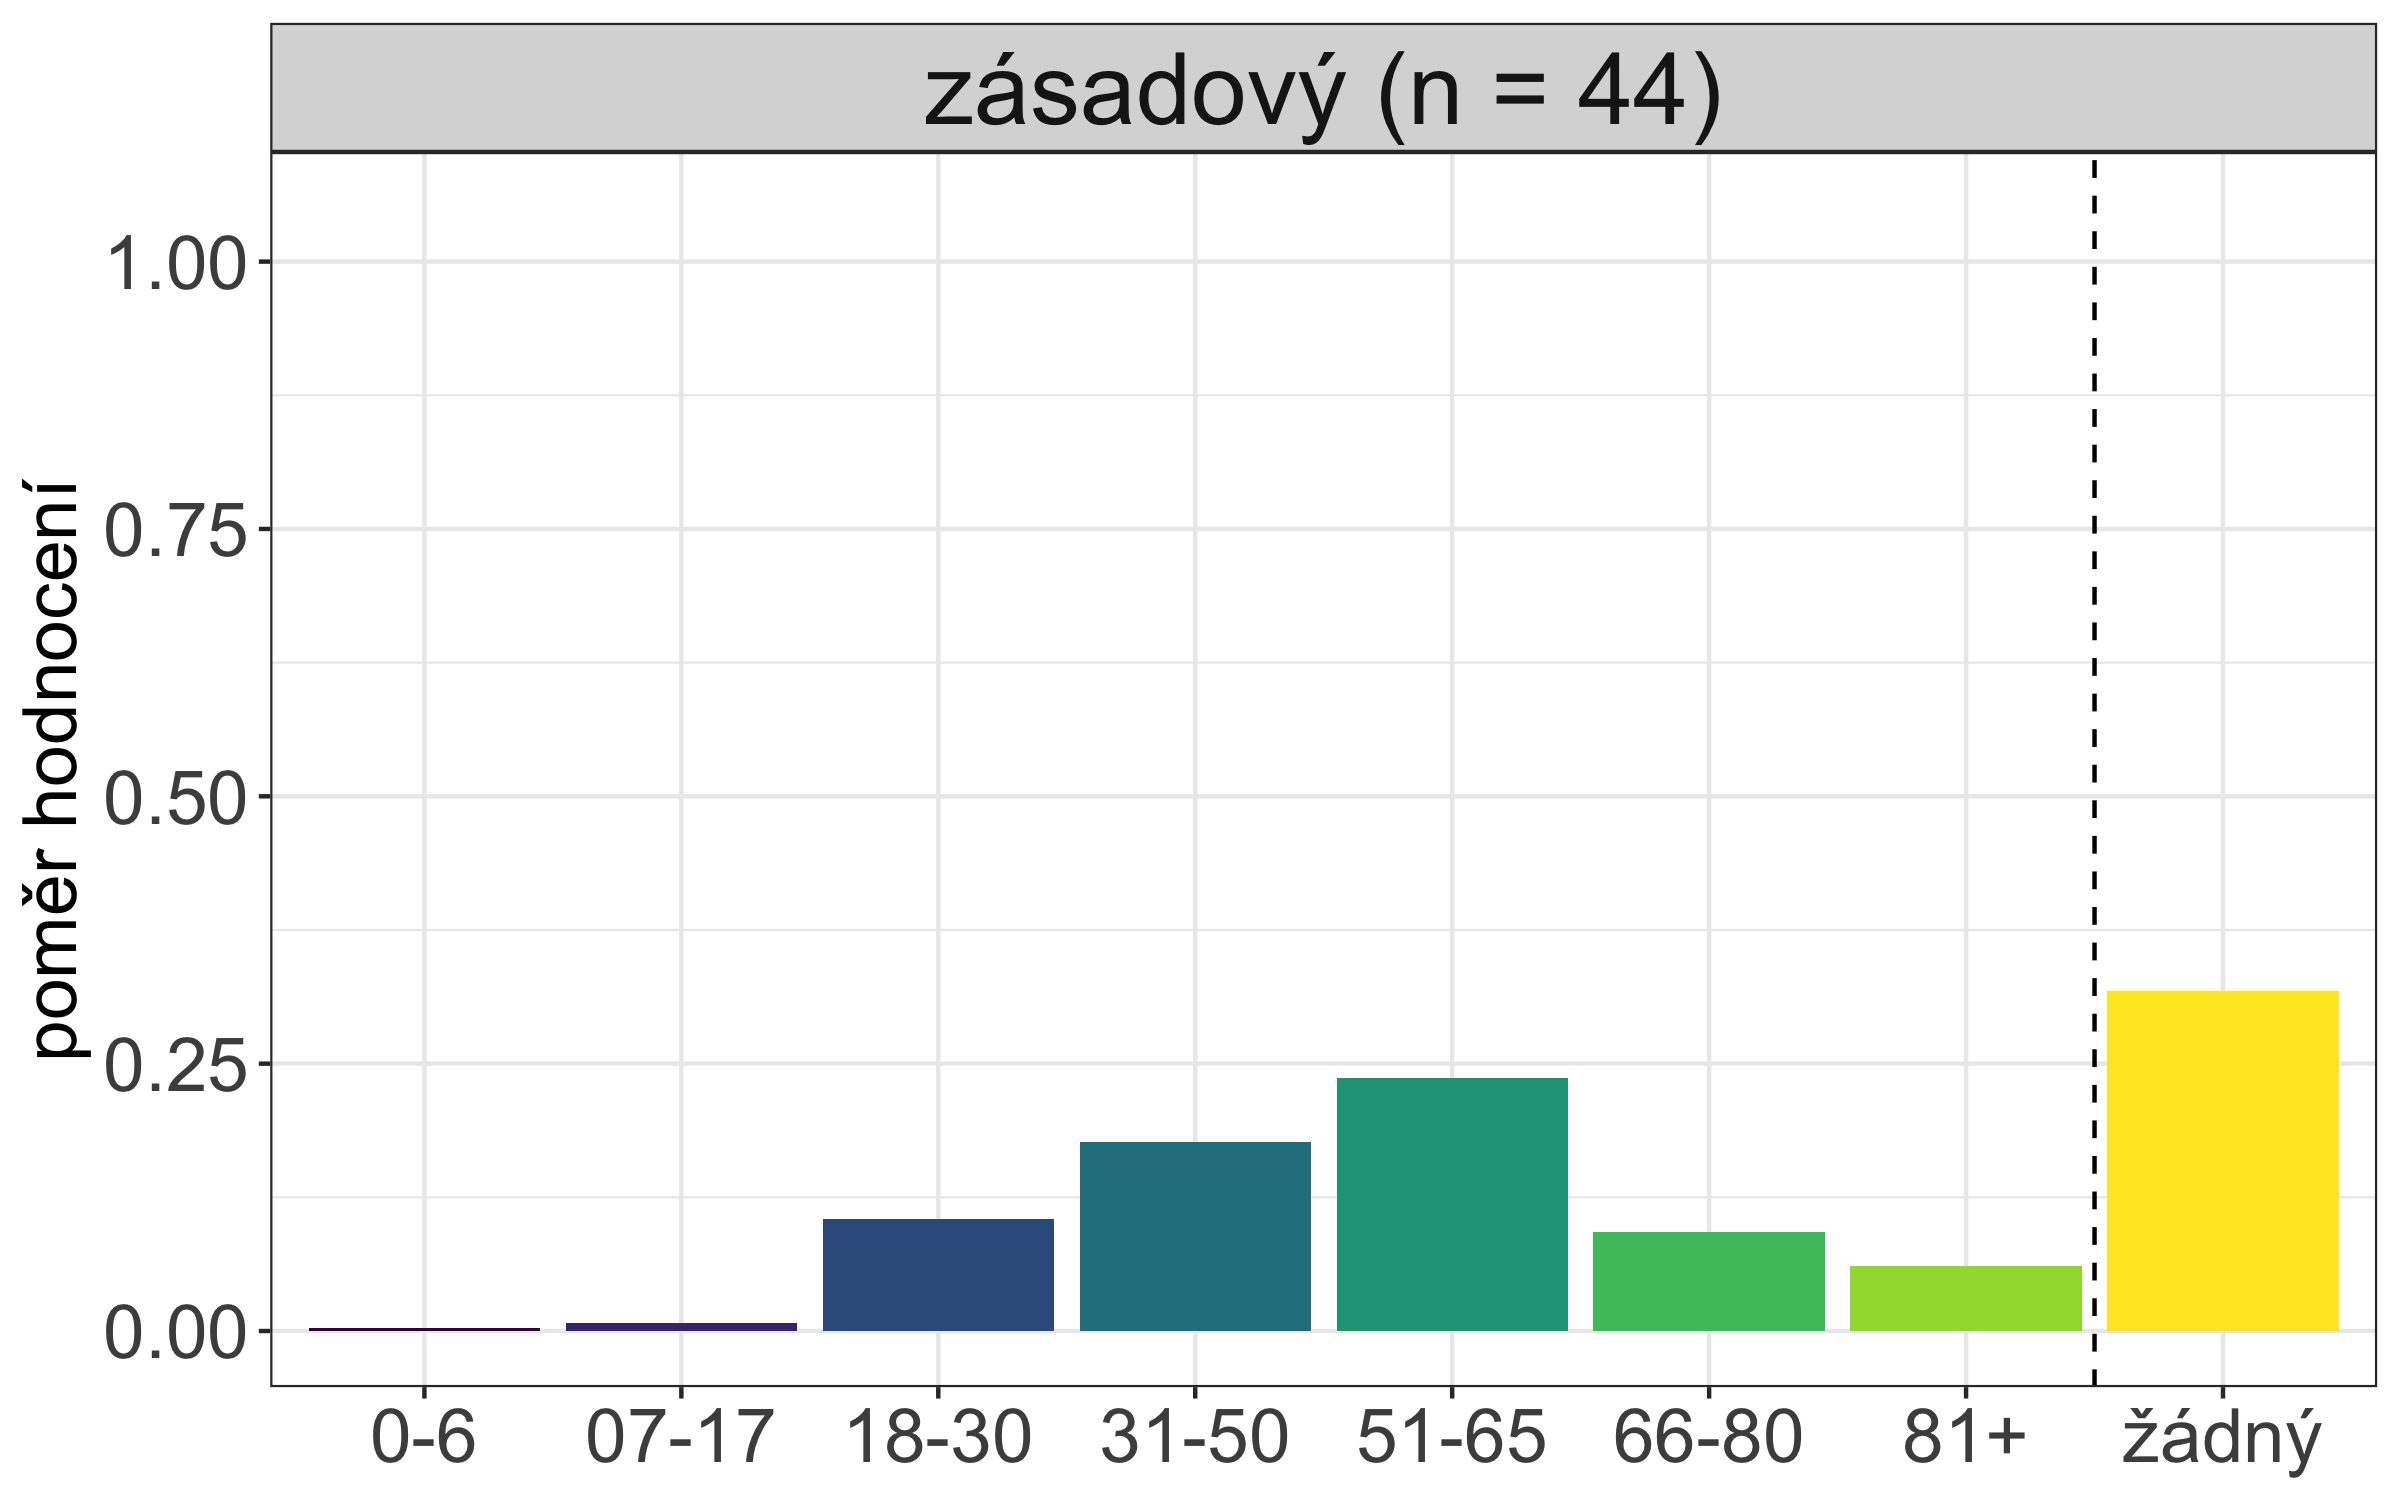 zásadový (n = 44)
poměr hodnocení
1.00
0.75
0.50
0.25
0.00
0-6 07-17 18-30 31-50 51-65 66-80 81+ žádný